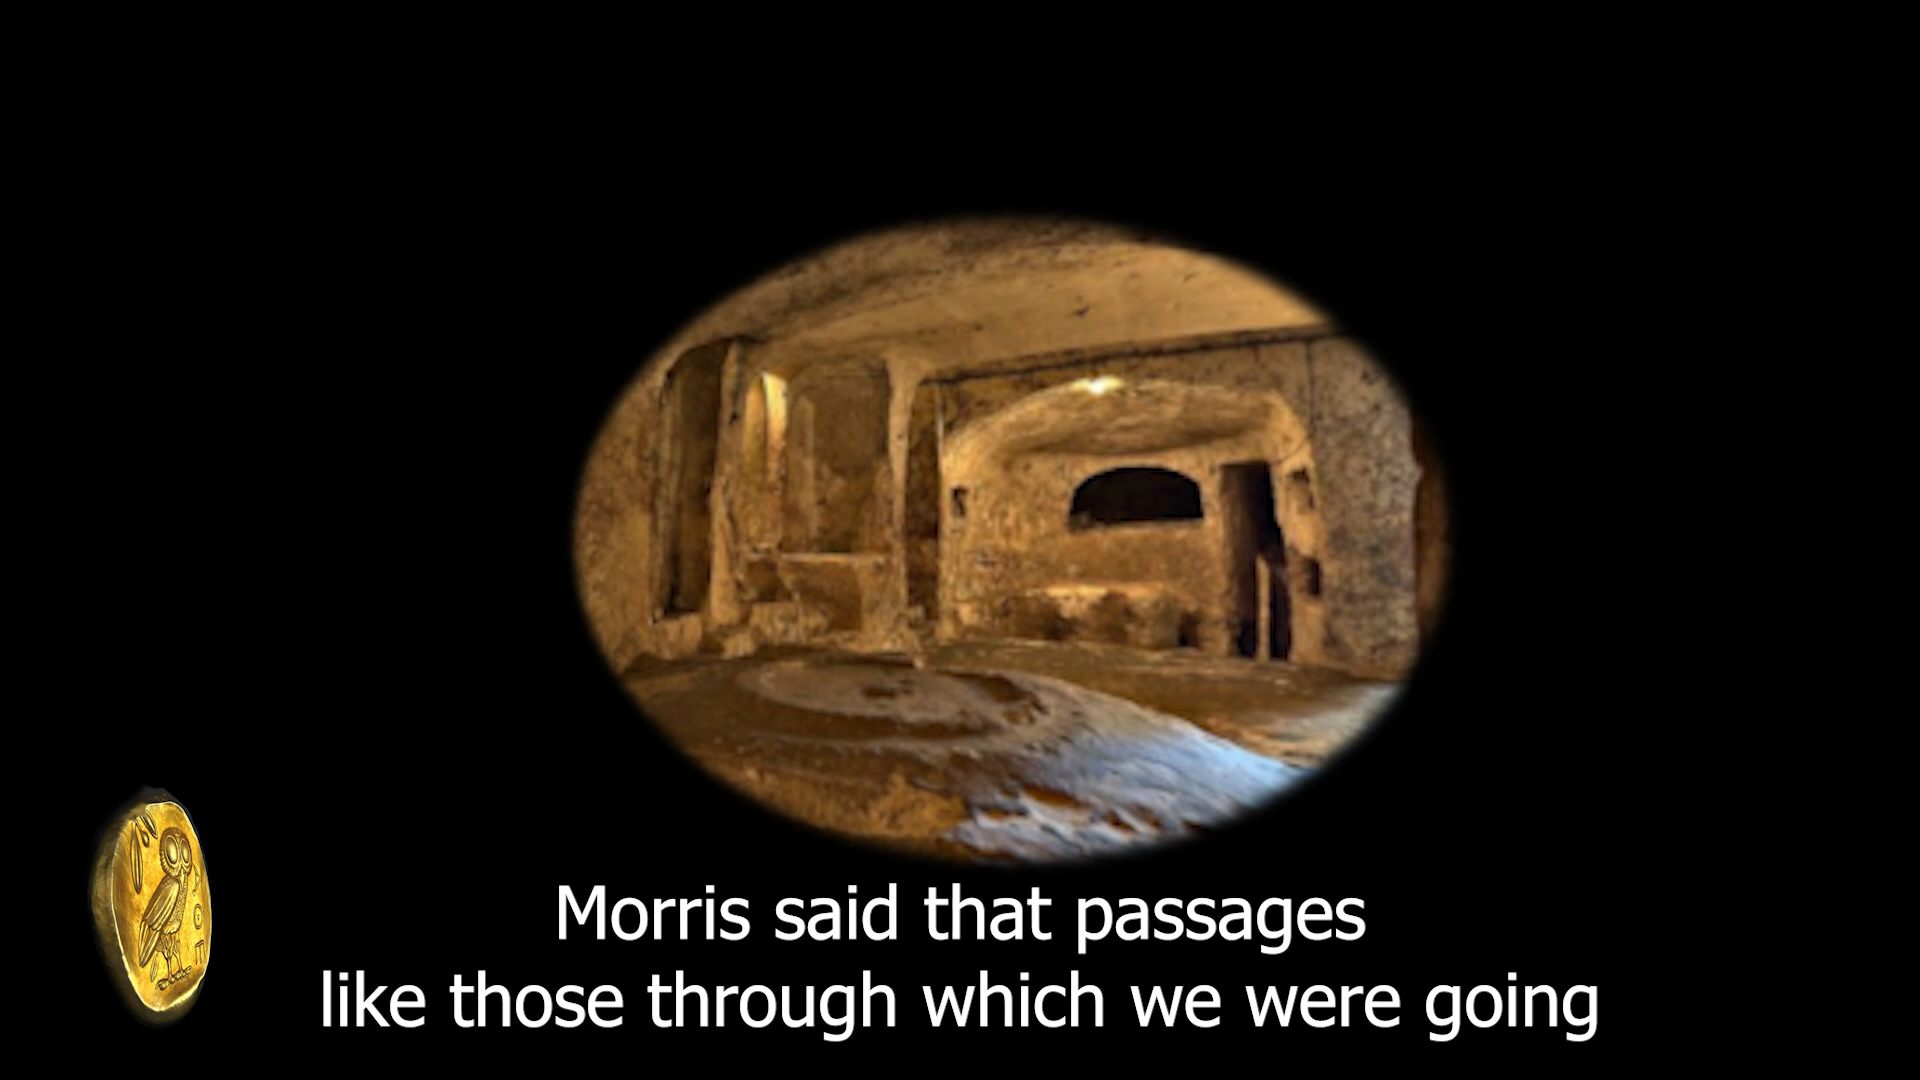 Morris said that passages
like those through which we were going